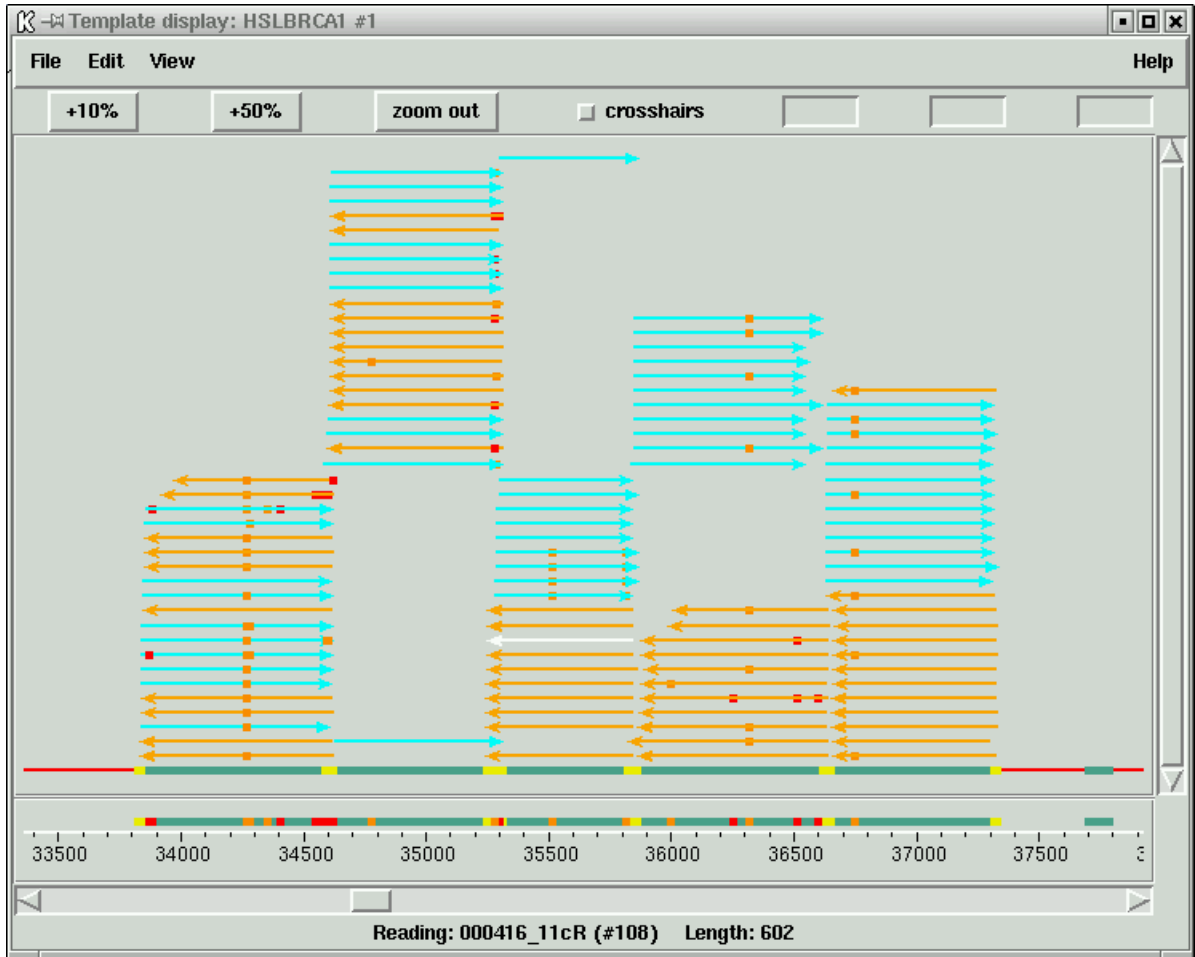 Template display: HSLBRCA1 #1
File Edit View Help
+10% +50% zoom out crosshairs
33500 34000 34500 35000 35500 36000 36500 37000 37500
Reading: 000416_11cR (#108) Length: 602